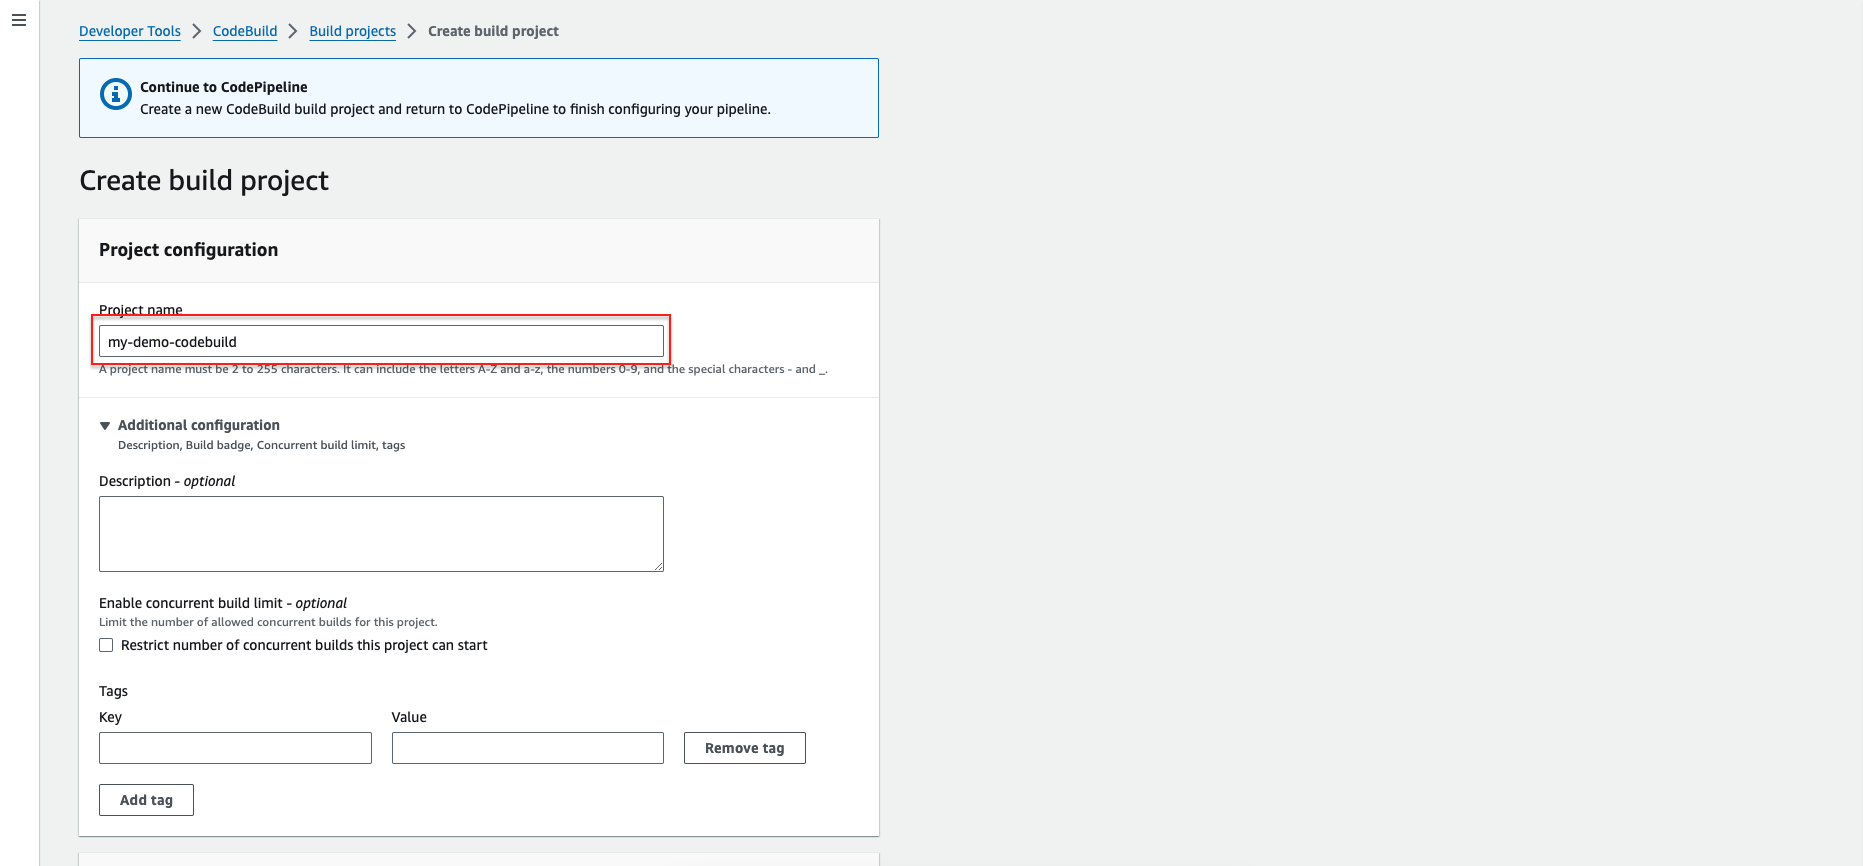 Developer Tools > CodeBuild > Build projects > Create build project
Continue to CodePipeline
Create a new CodeBuild build project and return to CodePipeline to finish configuring your pipeline.
Create build project
Project configuration
Project name
my-demo-codebuild
A project name must be 2 to 255 characters. It can include the letters A-Z and a-z, the numbers 0-9, and the special characters - and _.
Additional configuration
Description, Build badge, Concurrent build limit, tags
Description - optional
Enable concurrent build limit - optional
Limit the number of allowed concurrent builds for this project.
Restrict number of concurrent builds this project can start
Tags
Key Value
Remove tag
Add tag